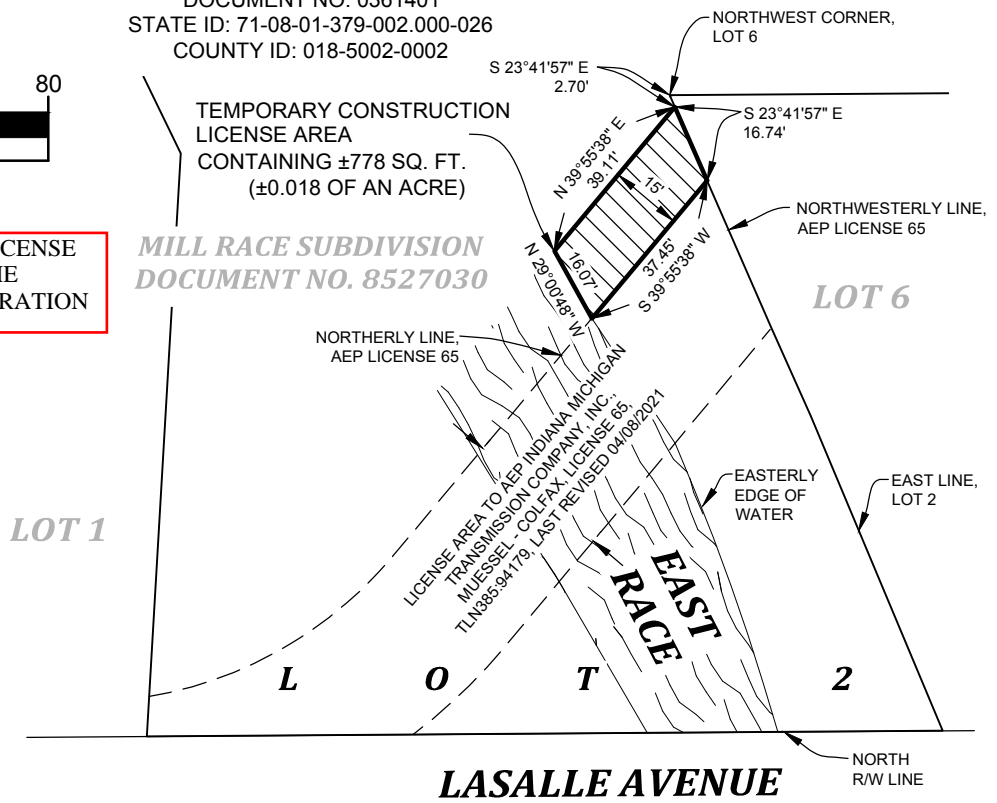 DOCUMENT NO. 0361401
STATE ID: 71-08-01-379-002.000-026
COUNTY ID: 018-5002-0002
NORTHWEST CORNER,
LOT 6
S 23°41'57" E
2.70'
80
TEMPORARY CONSTRUCTION
LICENSE AREA
CONTAINING ±778 SQ. FT.
(±0.018 OF AN ACRE)
S 23°41'57" E
16.74'
N 39°55'38" E
39.11'
15'
37.45'
S 39°55'38" W
16.07'
N 29°00'48" W
NORTHWESTERLY LINE,
AEP LICENSE 65
CENSE
RATION
MILL RACE SUBDIVISION
DOCUMENT NO. 8527030
LOT 6
NORTHERLY LINE,
AEP LICENSE 65
LICENSE AREA TO AEP INDIANA MICHIGAN
TRANSMISSION COMPANY, INC.,
MUESSEL - COLFAX, LICENSE 65,
TLN385:94179, LAST REVISED 04/08/2021
EASTERLY
EDGE OF
WATER
EAST LINE,
LOT 2
LOT 1
EAST
RACE
L O T 2
NORTH
R/W LINE
LASALLE AVENUE